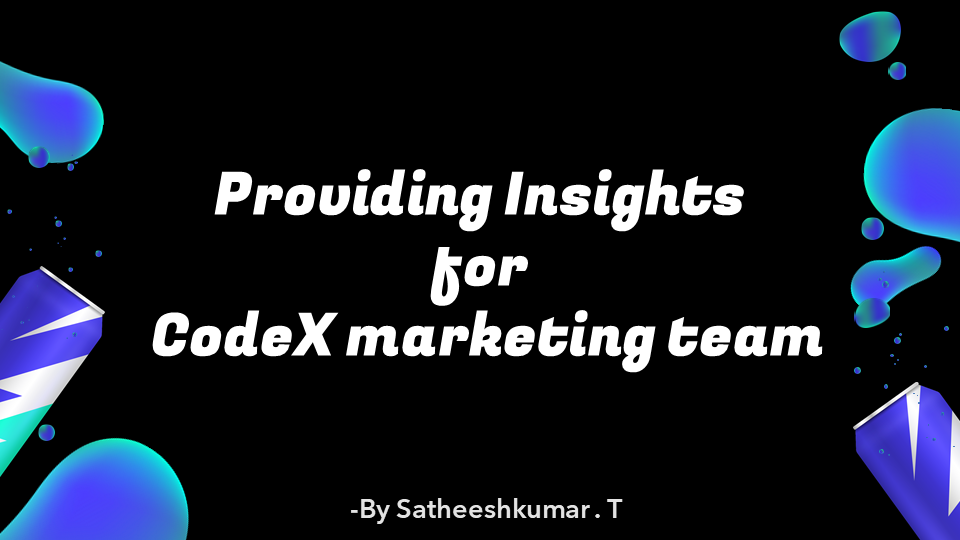 Providing Insights
for
CodeX marketing team
-By Satheeshkumar . T